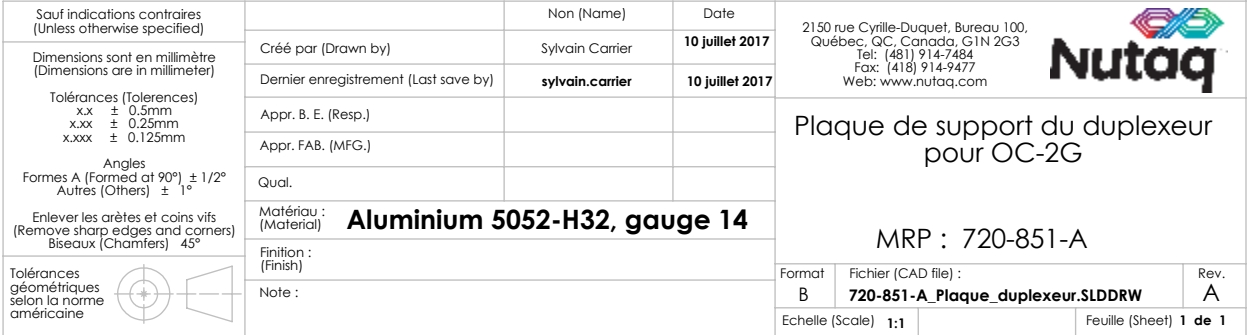 Sauf indications contraires
(Unless otherwise specified)
Dimensions sont en millimètre
(Dimensions are in millimeter)
Tolérances (Tolerences)
x.x ± 0.5mm
x.xx ± 0.25mm
x.xxx ± 0.125mm
Angles
Formes A (Formed at 90°) ± 1/2°
Autres (Others) ± 1°
Enlever les arètes et coins vifs
(Remove sharp edges and corners)
Biseaux (Chamfers) 45°
Tolérances
géométriques
selon la norme
américaine
Non (Name) Date
Créé par (Drawn by) Sylvain Carrier 10 juillet 2017
Dernier enregistrement (Last save by) sylvain.carrier 10 juillet 2017
Appr. B. E. (Resp.)
Appr. FAB. (MFG.)
Qual.
Matériau :
(Material) Aluminium 5052-H32, gauge 14
Finition :
(Finish)
Note :
2150 rue Cyrille-Duquet, Bureau 100,
Québec, QC, Canada, G1N 2G3
Tel: (481) 914-7484
Fax: (418) 914-9477
Web: www.nutaq.com
Nutaq
Plaque de support du duplexeur
pour OC-2G
MRP : 720-851-A
Format Fichier (CAD file) : Rev.
B 720-851-A_Plaque_duplexeur.SLDDRW A
Echelle (Scale) 1:1 Feuille (Sheet) 1 de 1